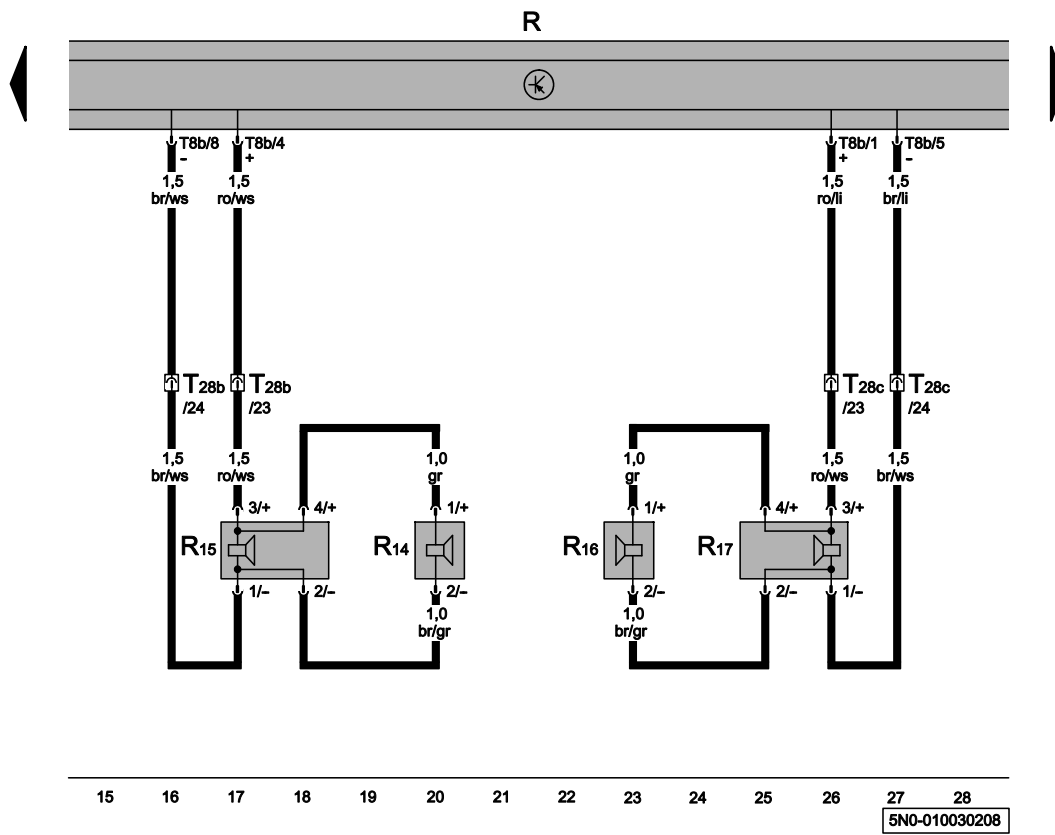 R
T8b/8 T8b/4 T8b/1 T8b/5
- + + -
1,5 1,5 1,5 1,5
br/ws ro/ws ro/li br/li
T28b T28b T28c T28c
/24 /23 /23 /24
1,5 1,5 1,0 1,0 1,5 1,5
br/ws ro/ws gr gr ro/ws br/ws
3/+ 4/+ 1/+ 1/+ 4/+ 3/+
R15 R14 R16 R17
1/- 2/- 2/- 2/- 2/- 1/-
1,0 1,0
br/gr br/gr
15 16 17 18 19 20 21 22 23 24 25 26 27 28
5N0-010030208